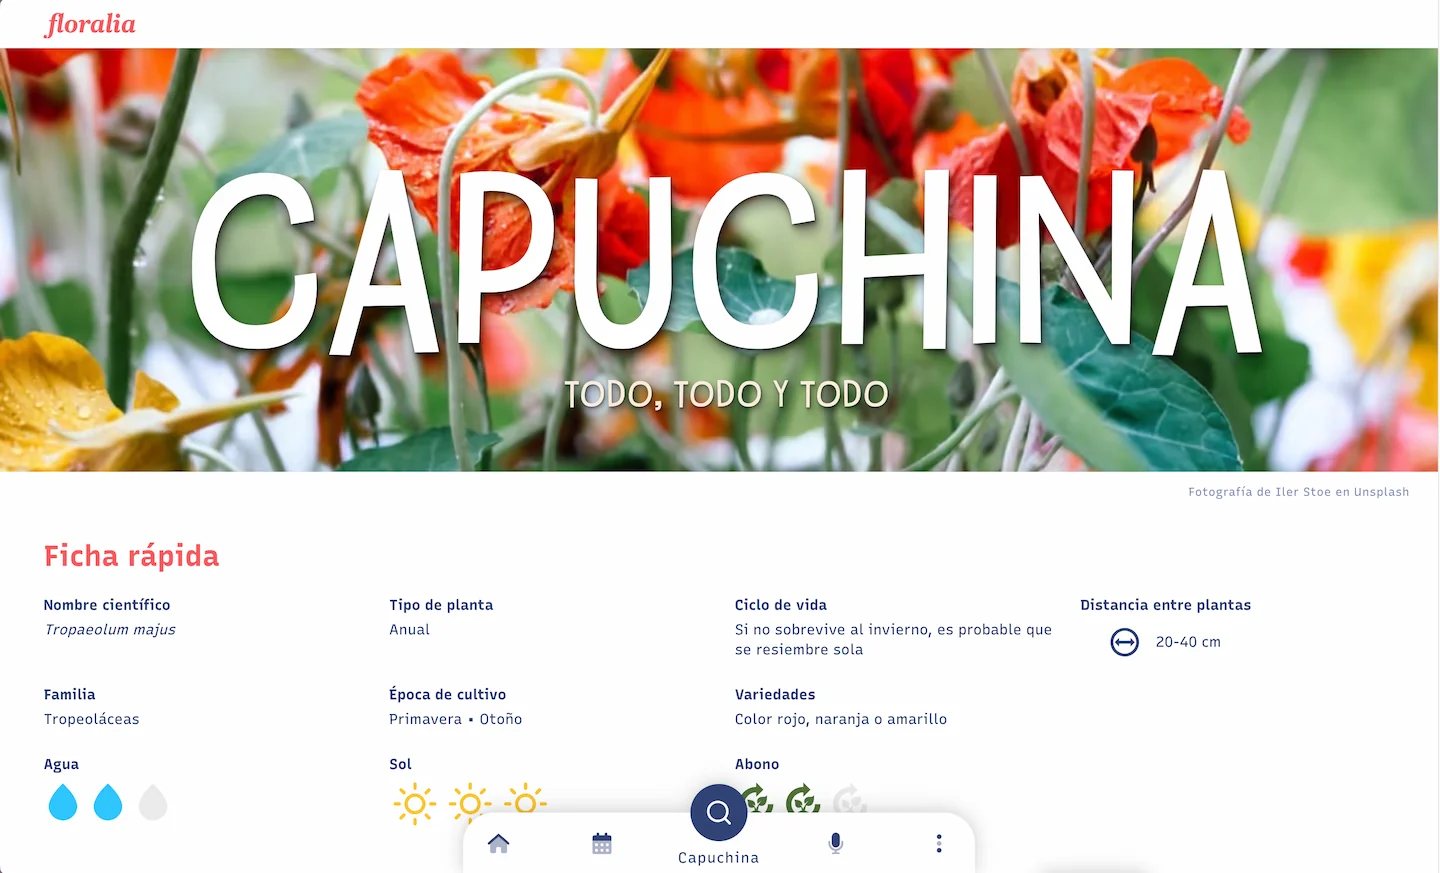 floralia
CAPUCHINA
TODO, TODO Y TODO
Fotografía de Iler Stoe en Unsplash
Ficha rápida
Nombre científico
Tropaeolum majus
Tipo de planta
Anual
Ciclo de vida
Si no sobrevive al invierno, es probable que
se resiembre sola
Distancia entre plantas
20-40 cm
Familia
Tropeoláceas
Época de cultivo
Primavera • Otoño
Variedades
Color rojo, naranja o amarillo
Agua
Sol
Abono
Capuchina